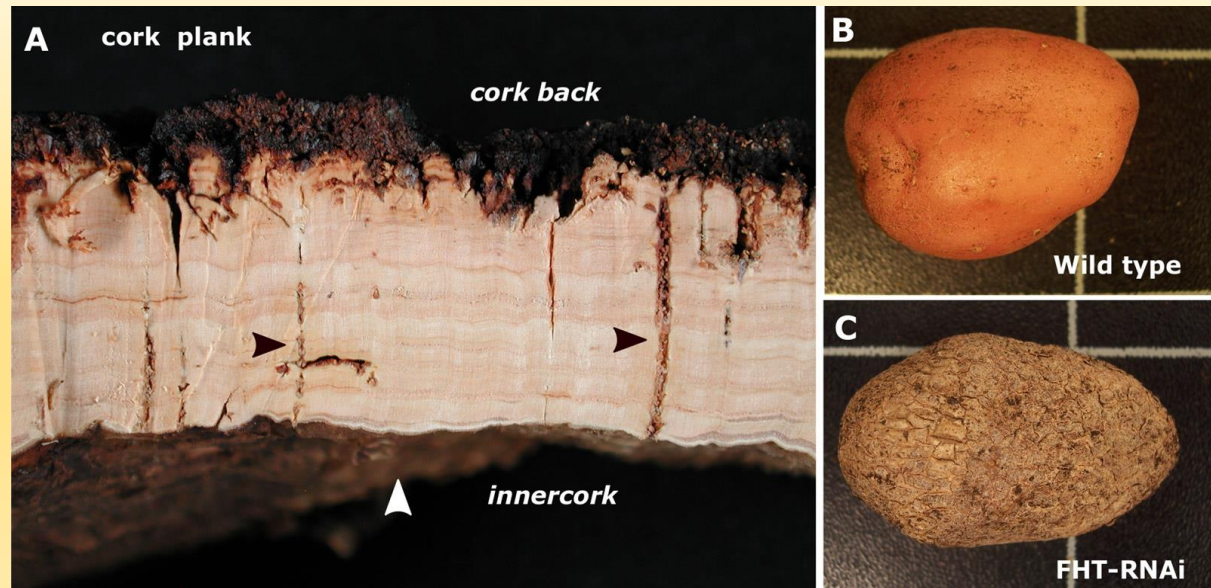 A
cork plank
cork back
innercork
B
Wild type
C
FHT-RNAi